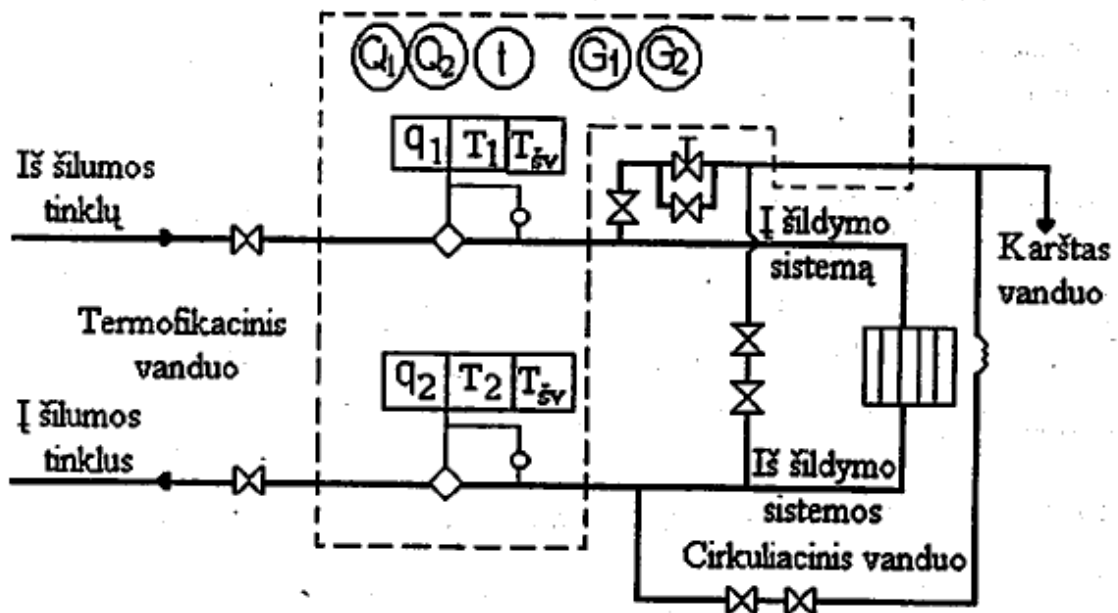 Q1 Q2 t G1 G2
q1 T1 Tšv
T
Iš šilumos
tinklų
Į šildymo
sistemą
Karštas
vanduo
Termofikacinis
vanduo
q2 T2 Tšv
Į šilumos
tinklus
Iš šildymo
sistemos
Cirkuliacinis vanduo